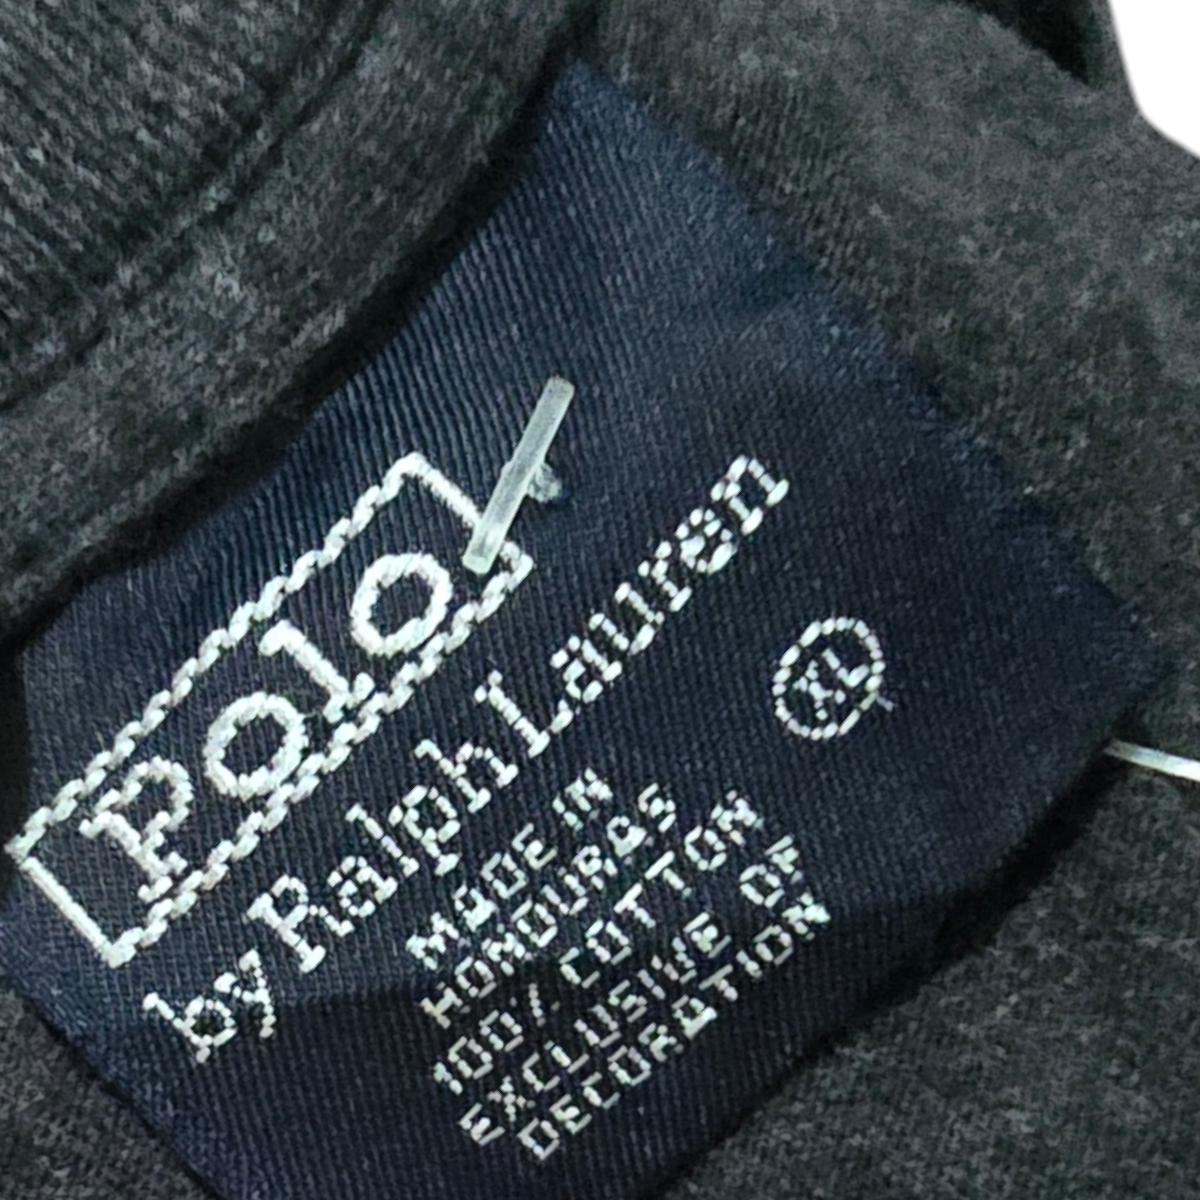 Polo
by Ralph Lauren
XL
MADE IN
HONDURAS
100% COTTON
EXCLUSIVE OF
DECORATION